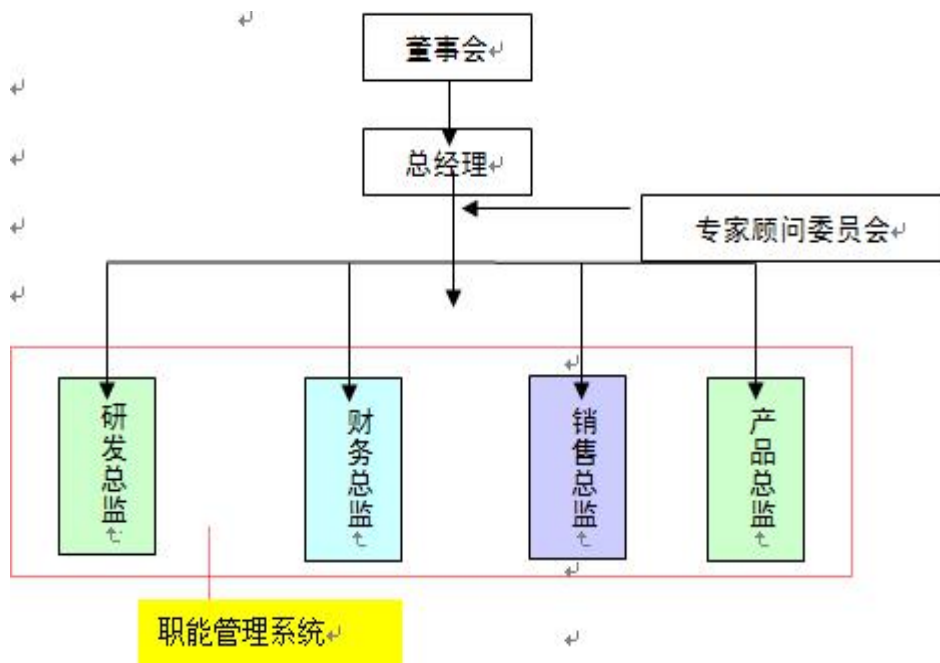 董事会
总经理
专家顾问委员会
研发总监
财务总监
销售总监
产品总监
职能管理系统